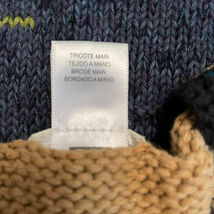 TRICOTÉ MAIN
TEJIDO A MANO
BRODÉ MAIN
BORDADO A MANO